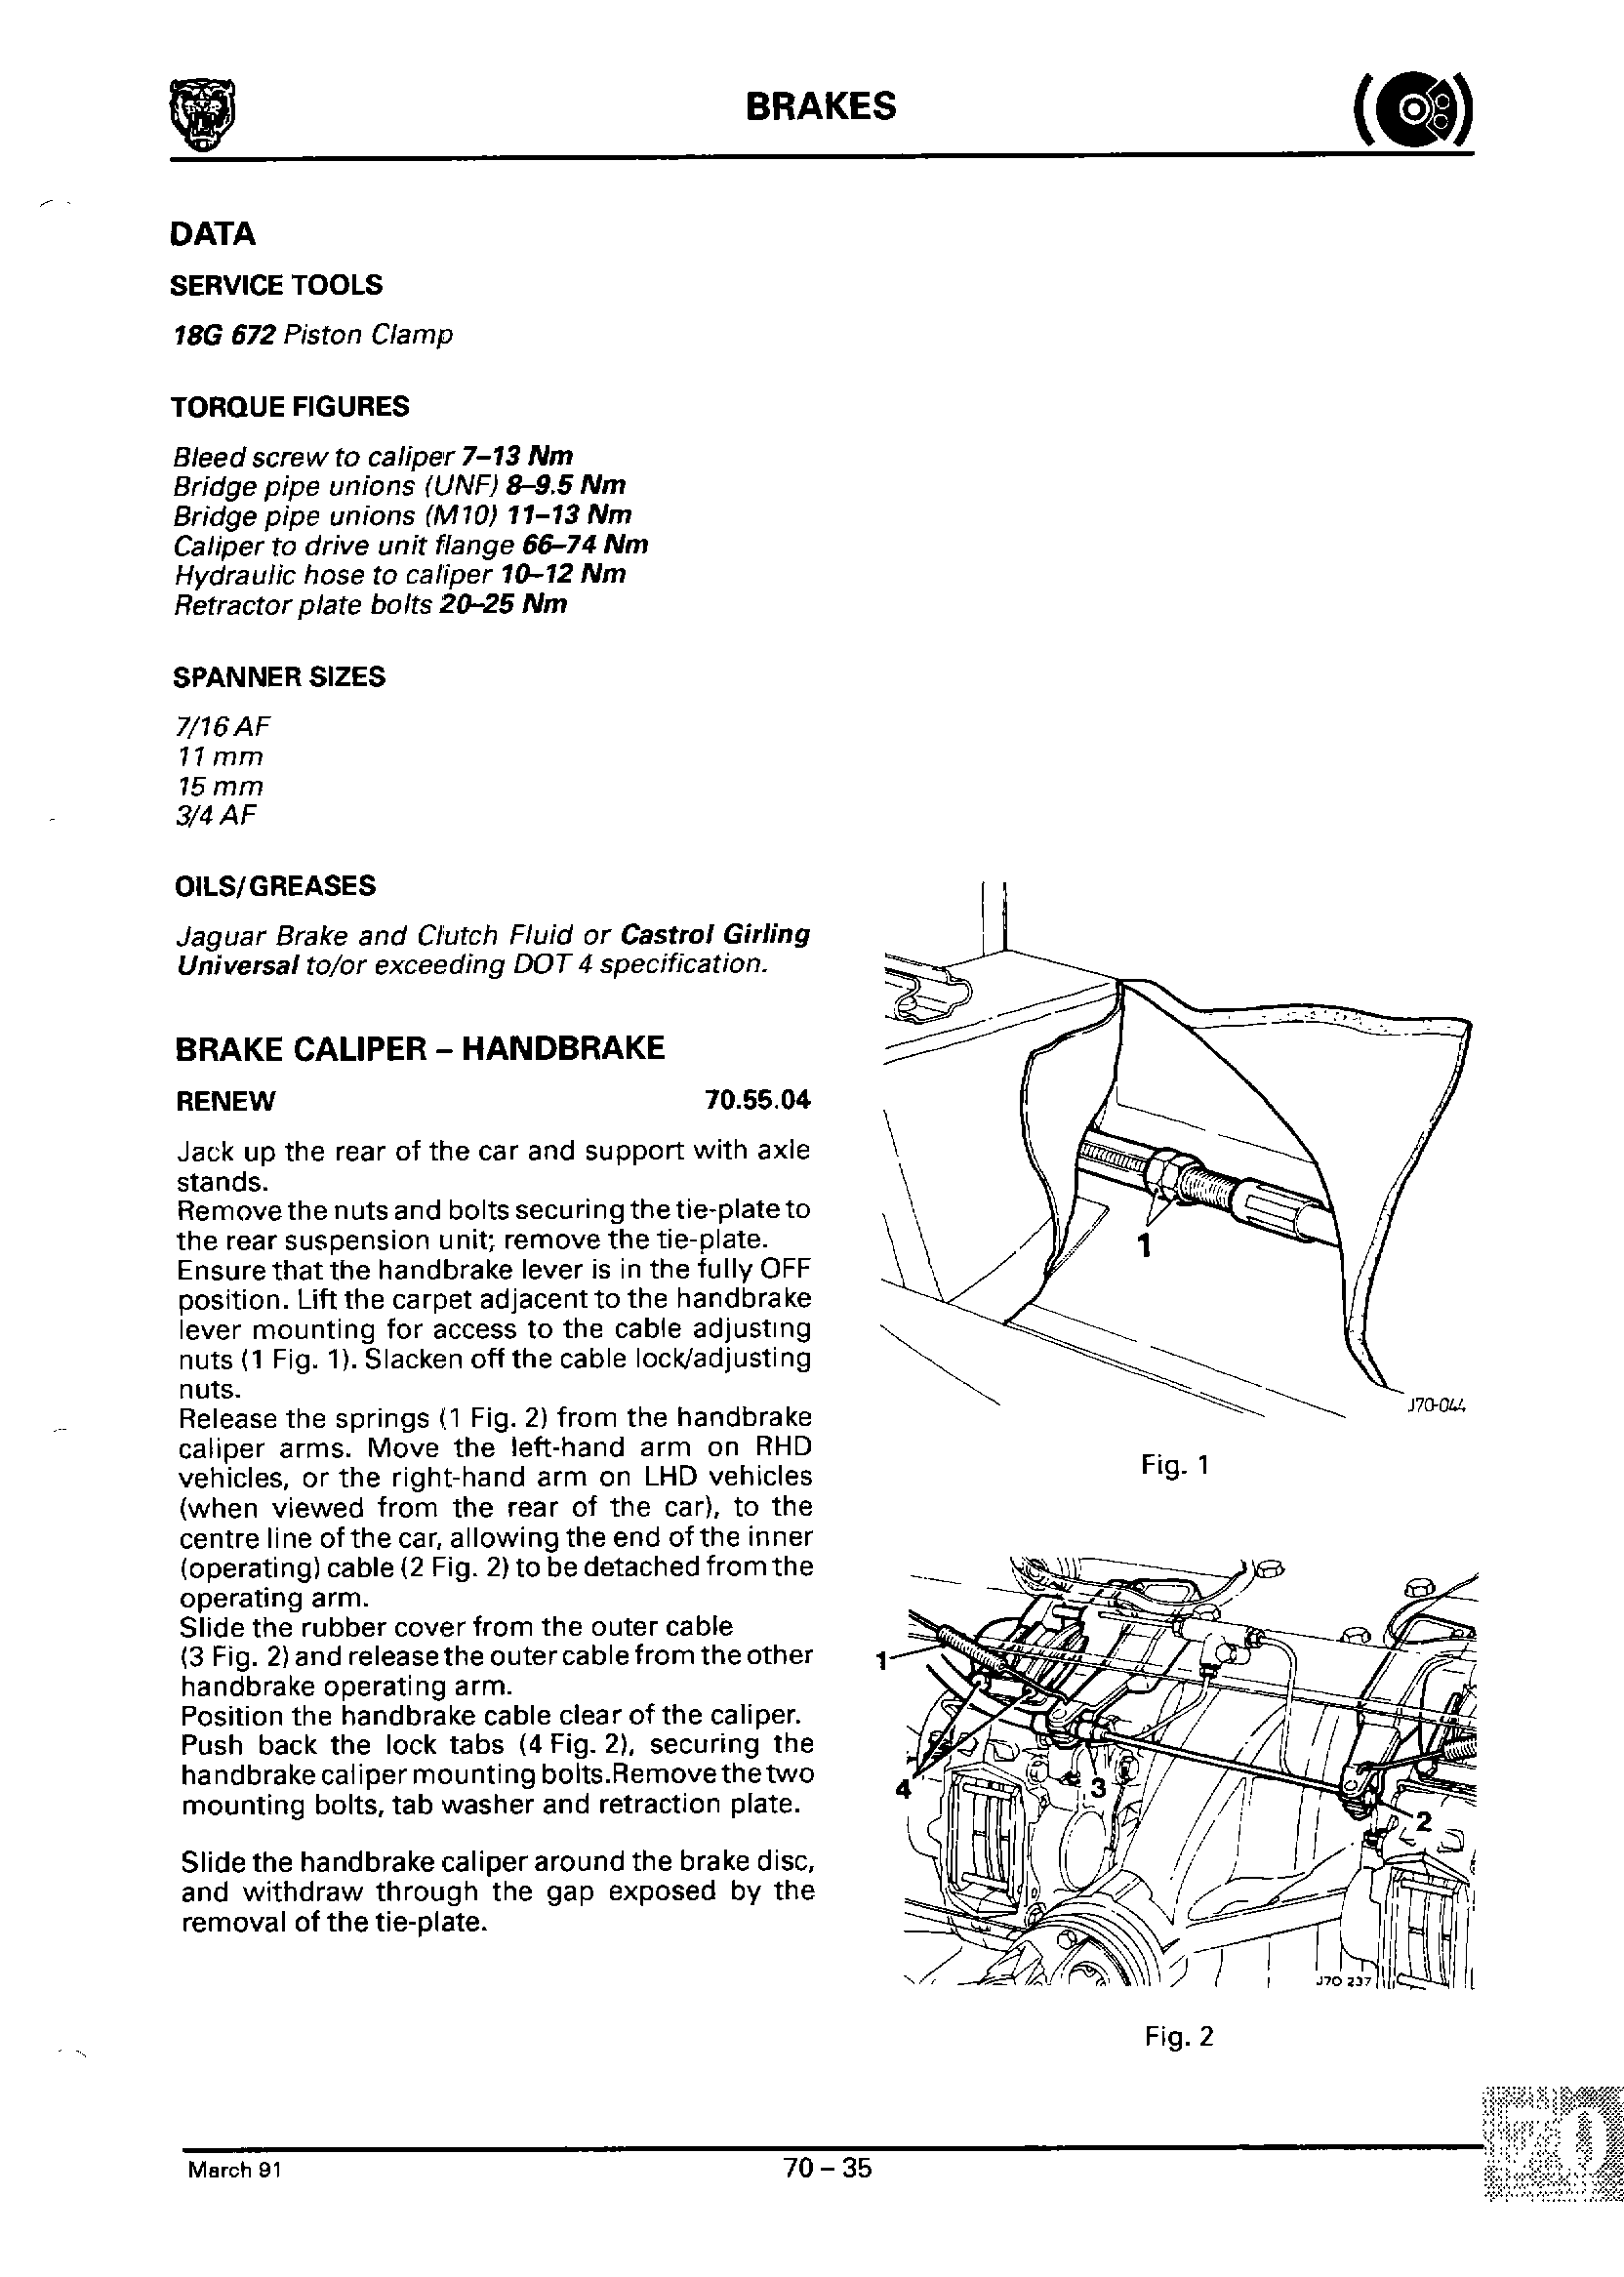 BRAKES
DATA
SERVICE TOOLS
18G 672 Piston Clamp
TORQUE FIGURES
Bleed screw to caliper 7–13 Nm
Bridge pipe unions (UNF) 8–9.5 Nm
Bridge pipe unions (M10) 11–13 Nm
Caliper to drive unit flange 66–74 Nm
Hydraulic hose to caliper 10–12 Nm
Retractor plate bolts 20–25 Nm
SPANNER SIZES
7/16 AF
11 mm
15 mm
3/4 AF
OILS/GREASES
Jaguar Brake and Clutch Fluid or Castrol Girling
Universal to/or exceeding DOT 4 specification.
BRAKE CALIPER – HANDBRAKE
RENEW 70.55.04
Jack up the rear of the car and support with axle
stands.
Remove the nuts and bolts securing the tie-plate to
the rear suspension unit; remove the tie-plate.
Ensure that the handbrake lever is in the fully OFF
position. Lift the carpet adjacent to the handbrake
lever mounting for access to the cable adjusting
nuts (1 Fig. 1). Slacken off the cable lock/adjusting
nuts.
Release the springs (1 Fig. 2) from the handbrake
caliper arms. Move the left-hand arm on RHD
vehicles, or the right-hand arm on LHD vehicles
(when viewed from the rear of the car), to the
centre line of the car, allowing the end of the inner
(operating) cable (2 Fig. 2) to be detached from the
operating arm.
Slide the rubber cover from the outer cable
(3 Fig. 2) and release the outer cable from the other
handbrake operating arm.
Position the handbrake cable clear of the caliper.
Push back the lock tabs (4 Fig. 2), securing the
handbrake caliper mounting bolts. Remove the two
mounting bolts, tab washer and retraction plate.
Slide the handbrake caliper around the brake disc,
and withdraw through the gap exposed by the
removal of the tie-plate.
1
J70-044
Fig. 1
1
4
3
2
J70 237
Fig. 2
70
March 91
70 – 35